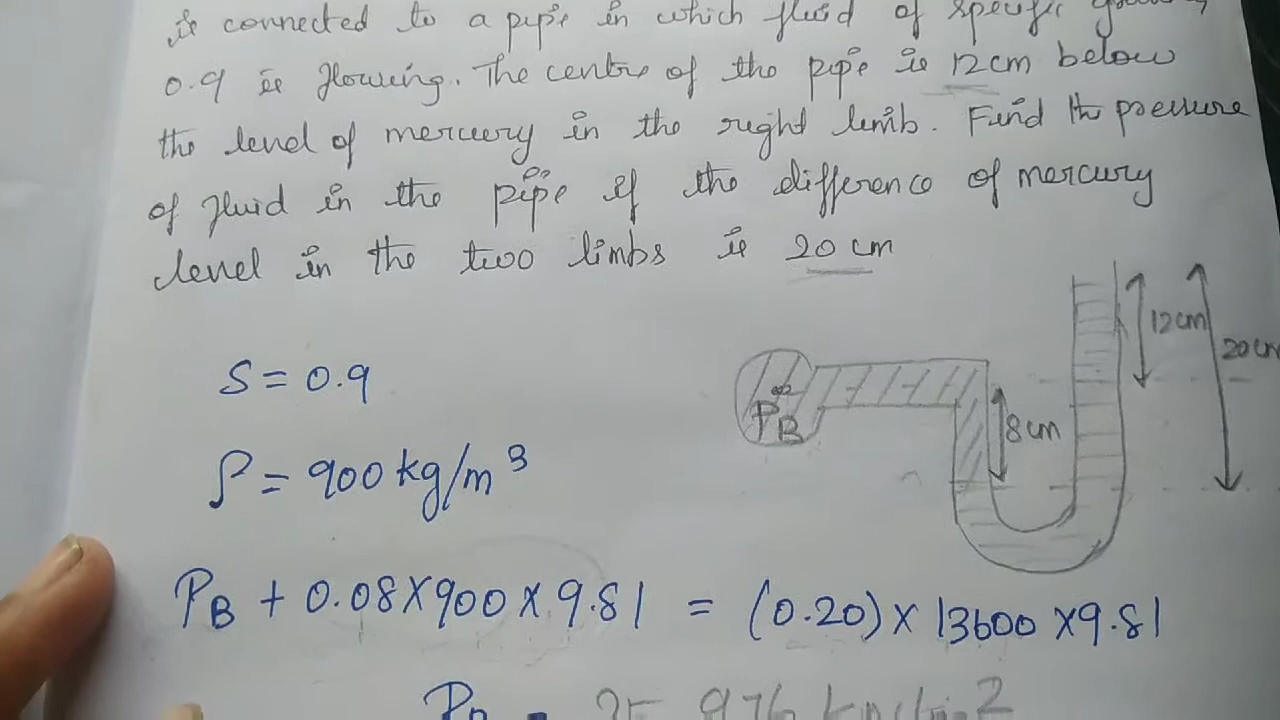 is connected to a pipe in which fluid of specific
0.9 is flowing. The centre of the pipe is 12cm below
the level of mercury in the right limb. Find the pressure
of fluid in the pipe if the difference of mercury
level in the two limbs is 20 cm
12cm
20cm
S = 0.9
PB
8cm
ρ = 900 kg/m³
PB + 0.08 × 900 × 9.81 = (0.20) × 13600 × 9.81
PB =